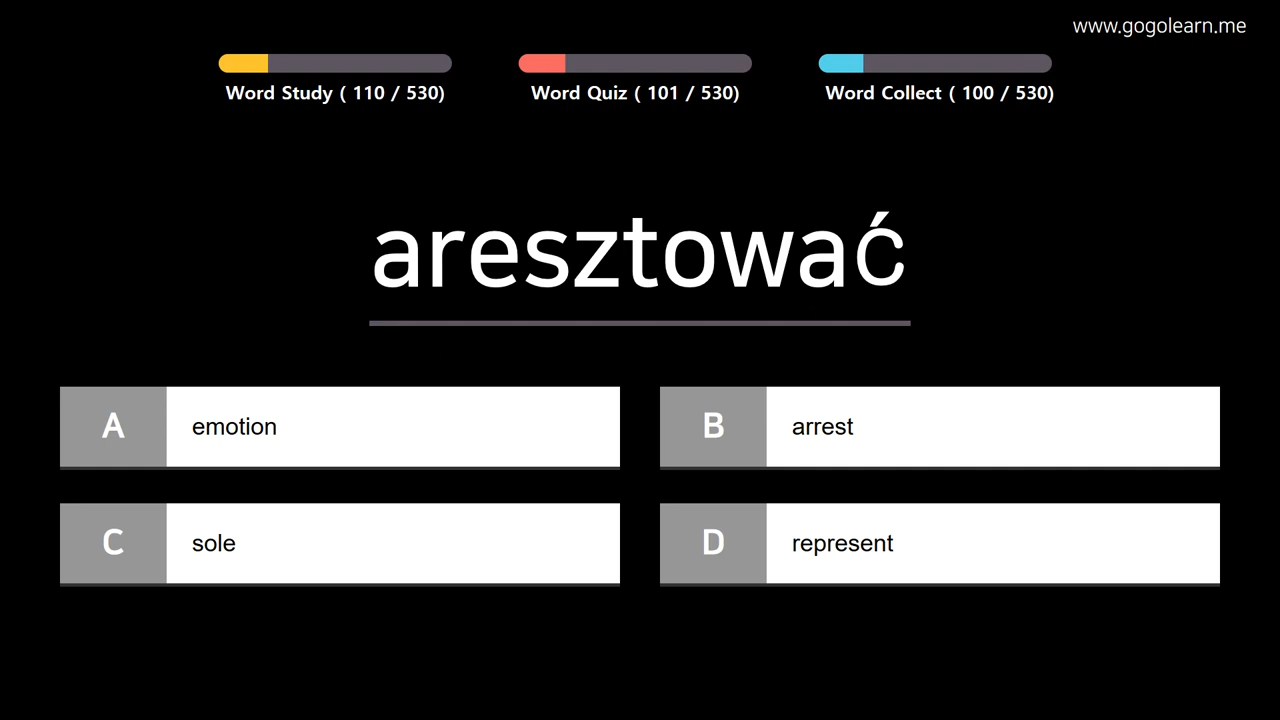 www.gogolearn.me
Word Study ( 110 / 530)
Word Quiz ( 101 / 530)
Word Collect ( 100 / 530)
aresztować
A
emotion
B
arrest
C
sole
D
represent